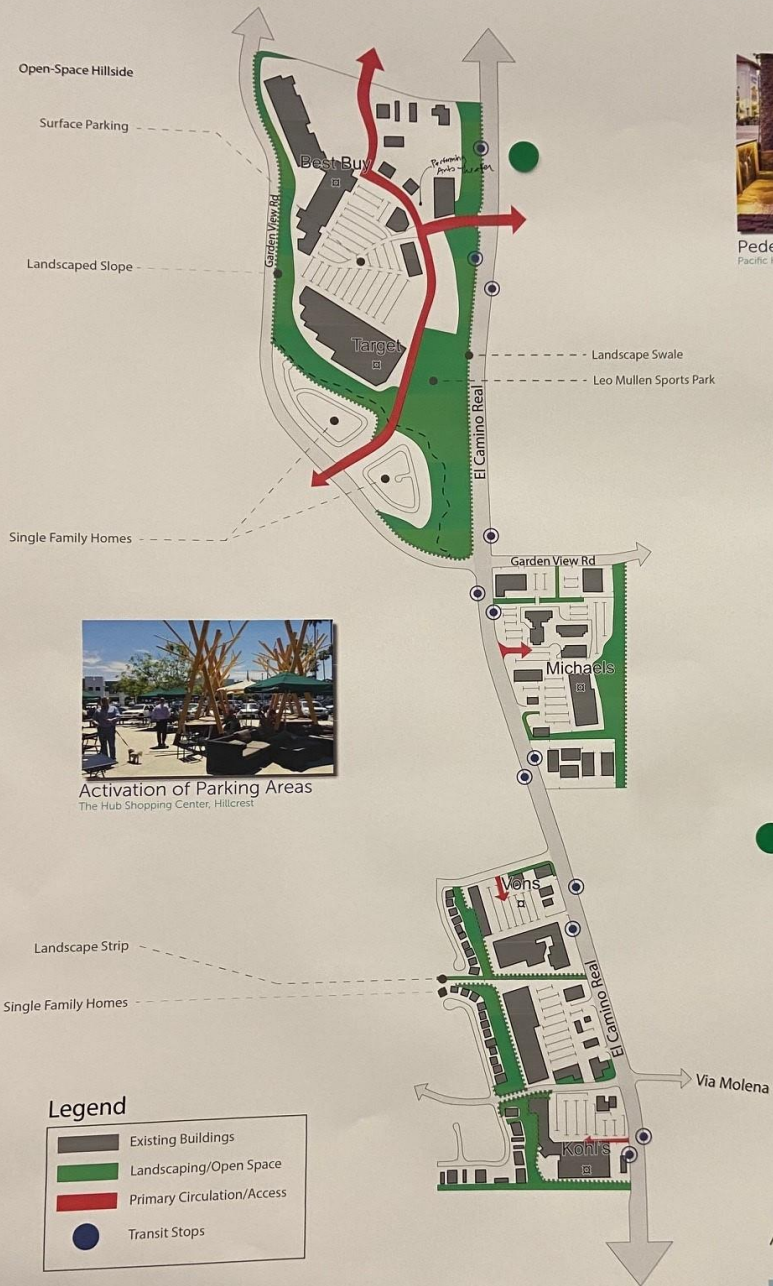 Open-Space Hillside
Surface Parking
Best Buy
Performing
Garden View Rd
Landscaped Slope
Target
Landscape Swale
Leo Mullen Sports Park
El Camino Real
Single Family Homes
Garden View Rd
Michaels
Activation of Parking Areas
The Hub Shopping Center, Hillcrest
Vons
Landscape Strip
Single Family Homes
El Camino Real
Via Molena
Kohl's
Legend
Existing Buildings
Landscaping/Open Space
Primary Circulation/Access
Transit Stops
Pede
Pacific